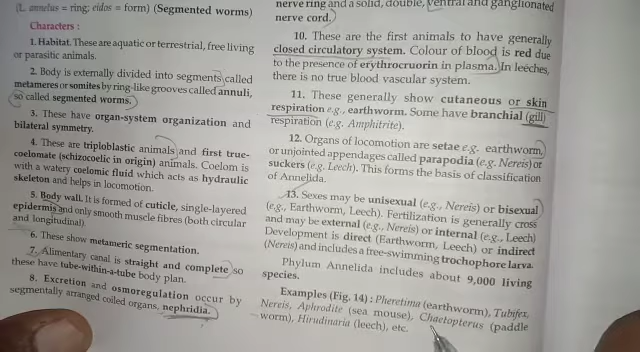 (L. annelus = ring; eidos = form) (Segmented worms)
Characters :
1. Habitat. These are aquatic or terrestrial, free living
or parasitic animals.
2. Body is externally divided into segments called
metameres or somites by ring-like grooves called annuli,
so called segmented worms.
3. These have organ-system organization and
bilateral symmetry.
4. These are triploblastic animals and first true-
coelomate (schizocoelic in origin) animals. Coelom is
with a watery coelomic fluid which acts as hydraulic
skeleton and helps in locomotion.
5. Body wall. It is formed of cuticle, single-layered
epidermis and only smooth muscle fibres (both circular
and longitudinal).
6. These show metameric segmentation.
7. Alimentary canal is straight and complete so
these have tube-within-a-tube body plan.
8. Excretion and osmoregulation occur by
segmentally arranged coiled organs, nephridia.
nerve ring and a solid, double, ventral and ganglionated
nerve cord.
10. These are the first animals to have generally
closed circulatory system. Colour of blood is red due
to the presence of erythrocruorin in plasma. In leeches,
there is no true blood vascular system.
11. These generally show cutaneous or skin
respiration e.g., earthworm. Some have branchial (gill)
respiration (e.g. Amphitrite).
12. Organs of locomotion are setae e.g. earthworm,
or unjointed appendages called parapodia (e.g. Nereis) or
suckers (e.g. Leech). This forms the basis of classification
of Annelida.
13. Sexes may be unisexual (e.g., Nereis) or bisexual
(e.g., Earthworm, Leech). Fertilization is generally cross
and may be external (e.g., Nereis) or internal (e.g., Leech)
Development is direct (Earthworm, Leech) or indirect
(Nereis) and includes a free-swimming trochophore larva.
Phylum Annelida includes about 9,000 living
species.
Examples (Fig. 14) : Pheretima (earthworm), Tubifex,
Nereis, Aphrodite (sea mouse), Chaetopterus (paddle
worm), Hirudinaria (leech), etc.